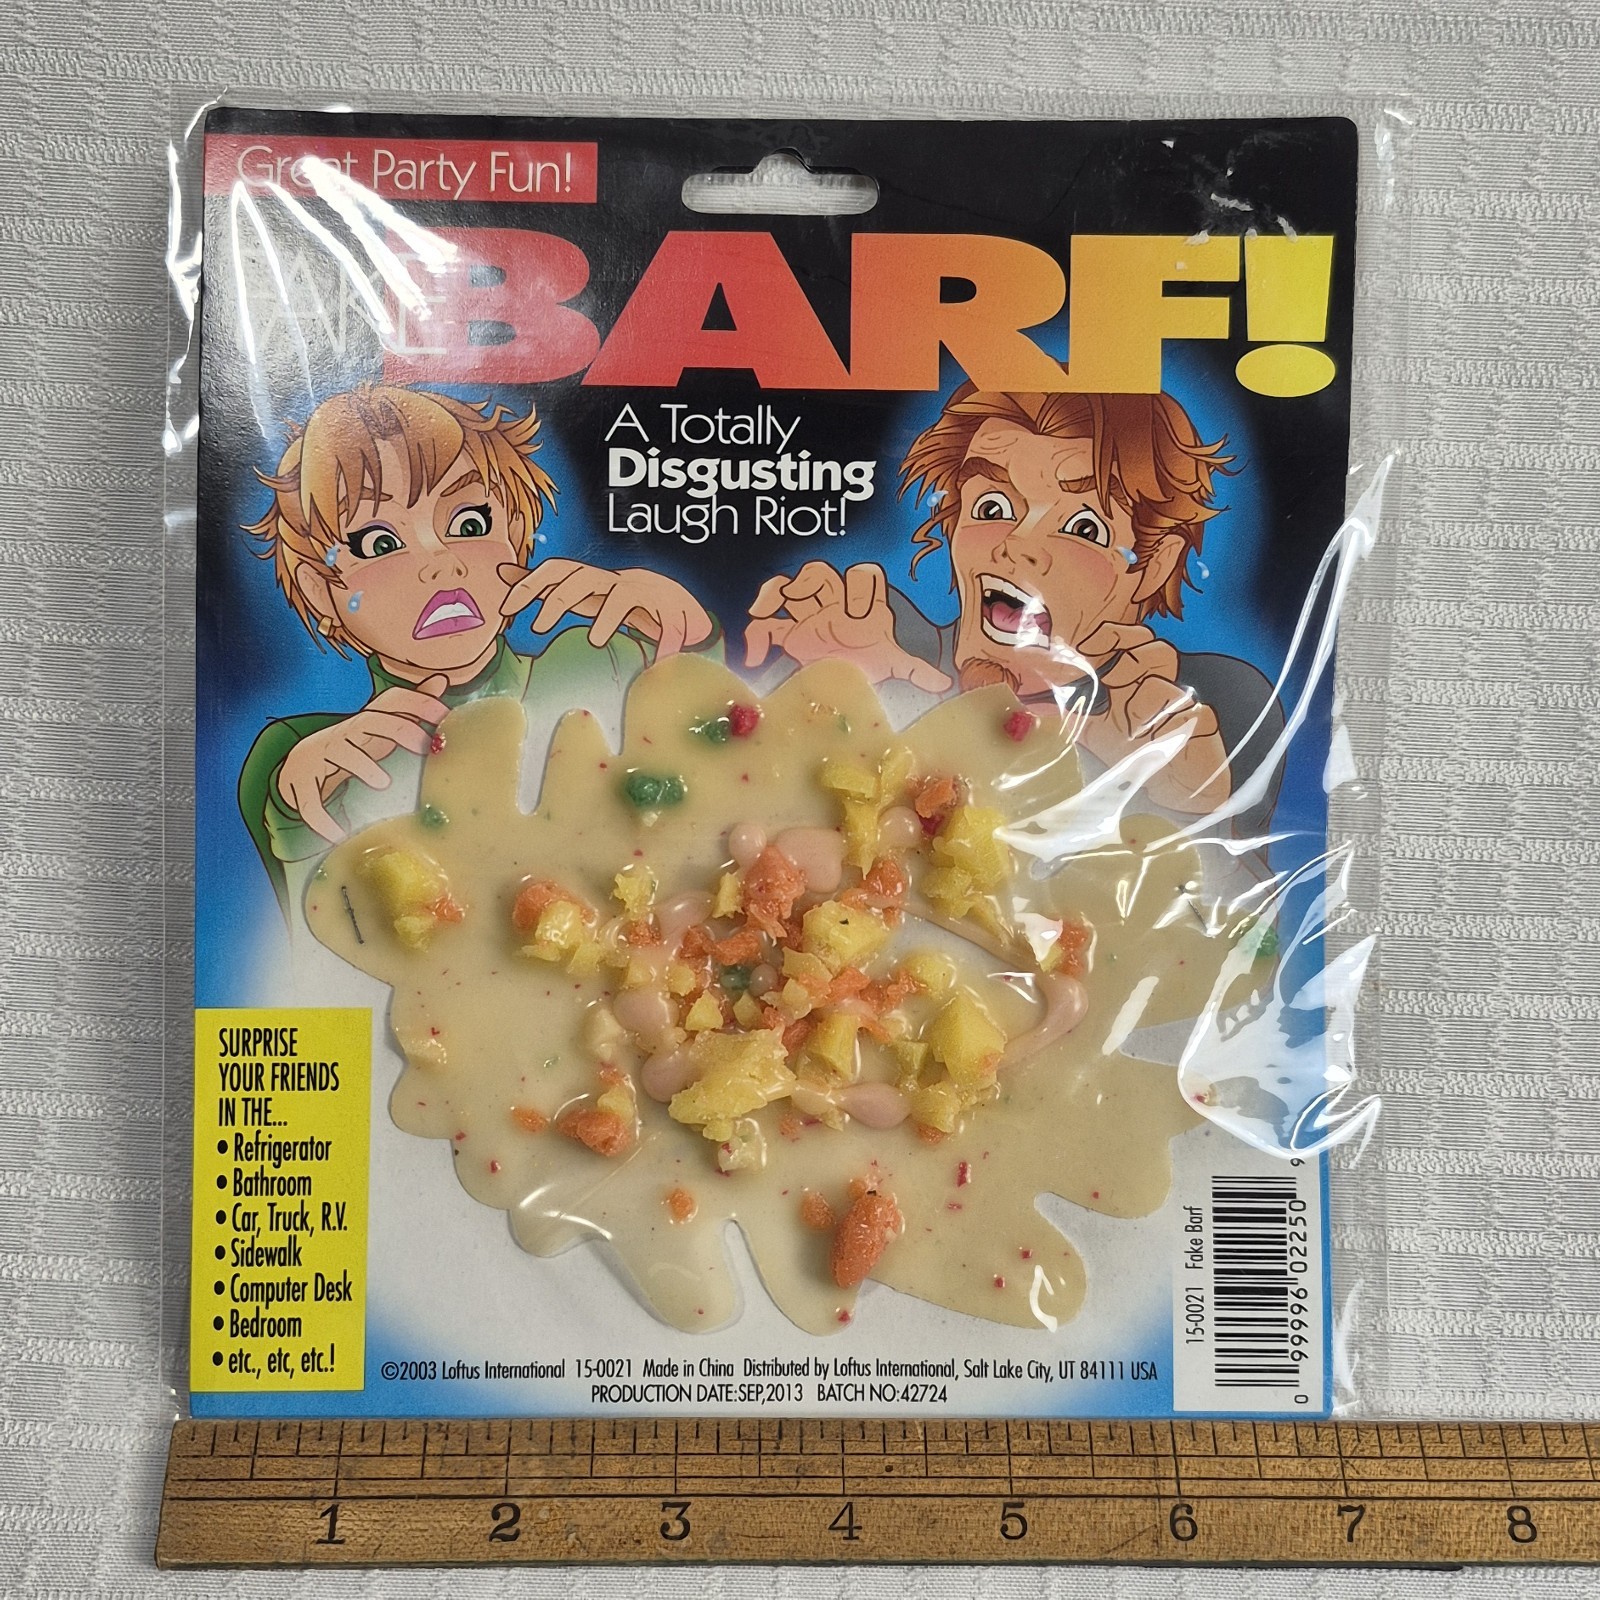 Great Party Fun!
FAKE
BARF!
A Totally
Disgusting
Laugh Riot!
SURPRISE
YOUR FRIENDS
IN THE...
• Refrigerator
• Bathroom
• Car, Truck, R.V.
• Sidewalk
• Computer Desk
• Bedroom
• etc., etc, etc.!
©2003 Loftus International 15-0021 Made in China Distributed by Loftus International, Salt Lake City, UT 84111 USA
PRODUCTION DATE:SEP,2013 BATCH NO:42724
15-0021 Fake Barf
0 99996 02250 9
1 2 3 4 5 6 7 8